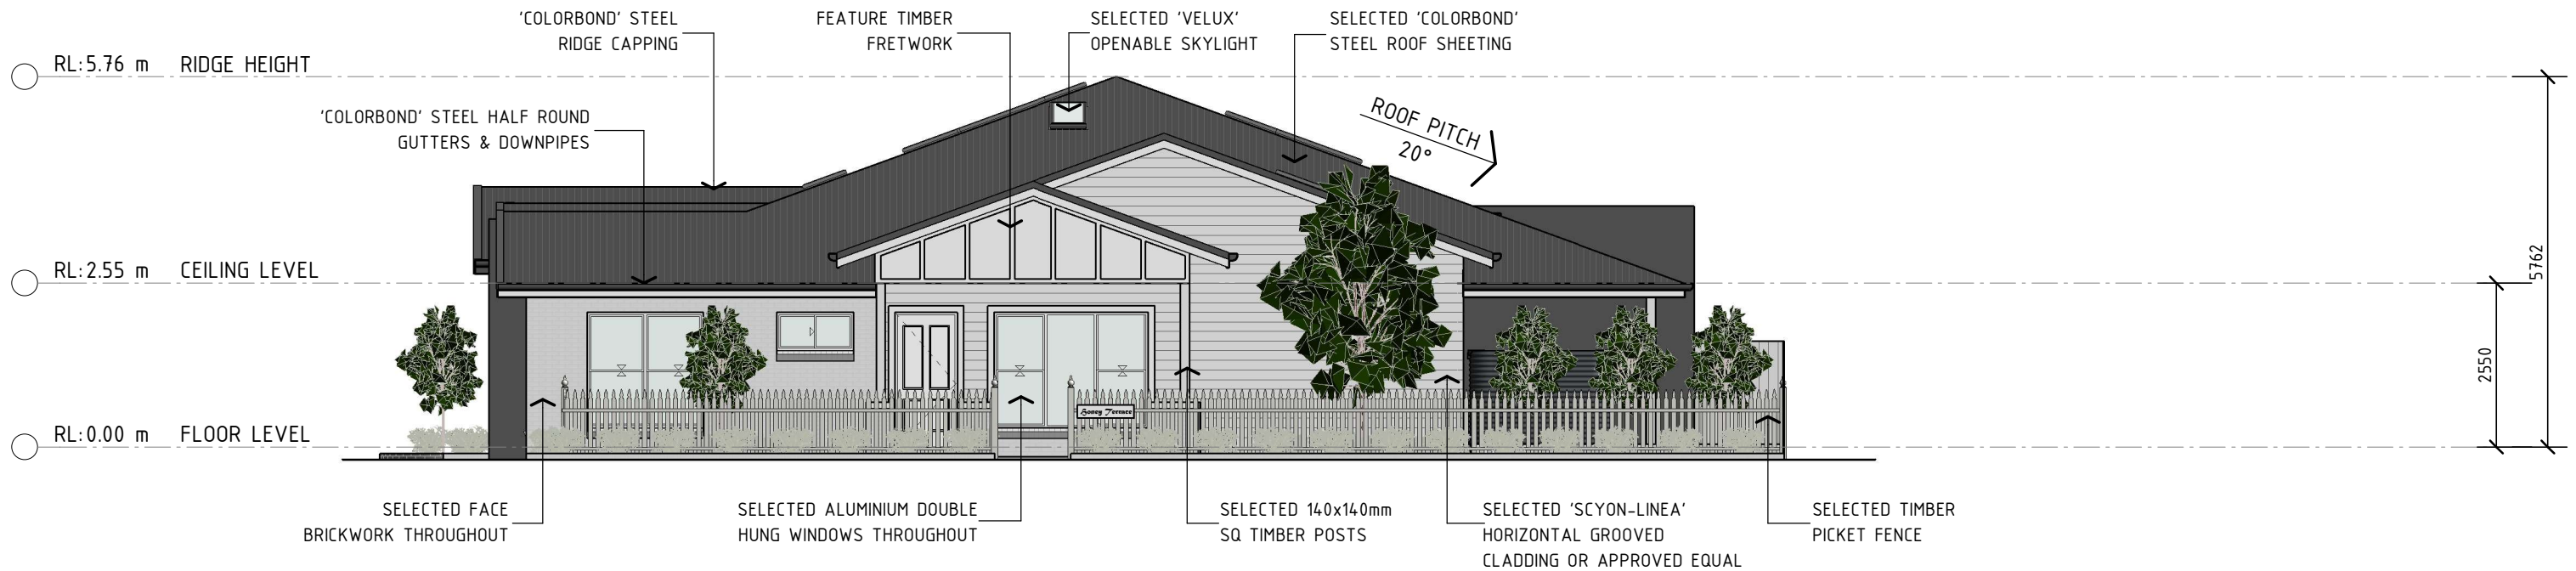 'COLORBOND' STEEL
RIDGE CAPPING
FEATURE TIMBER
FRETWORK
SELECTED 'VELUX'
OPENABLE SKYLIGHT
SELECTED 'COLORBOND'
STEEL ROOF SHEETING
RL:5.76 m RIDGE HEIGHT
'COLORBOND' STEEL HALF ROUND
GUTTERS & DOWNPIPES
ROOF PITCH
20°
RL:2.55 m CEILING LEVEL
5762
2550
Terrace
RL:0.00 m FLOOR LEVEL
SELECTED FACE
BRICKWORK THROUGHOUT
SELECTED ALUMINIUM DOUBLE
HUNG WINDOWS THROUGHOUT
SELECTED 140x140mm
SQ TIMBER POSTS
SELECTED 'SCYON-LINEA'
HORIZONTAL GROOVED
CLADDING OR APPROVED EQUAL
SELECTED TIMBER
PICKET FENCE